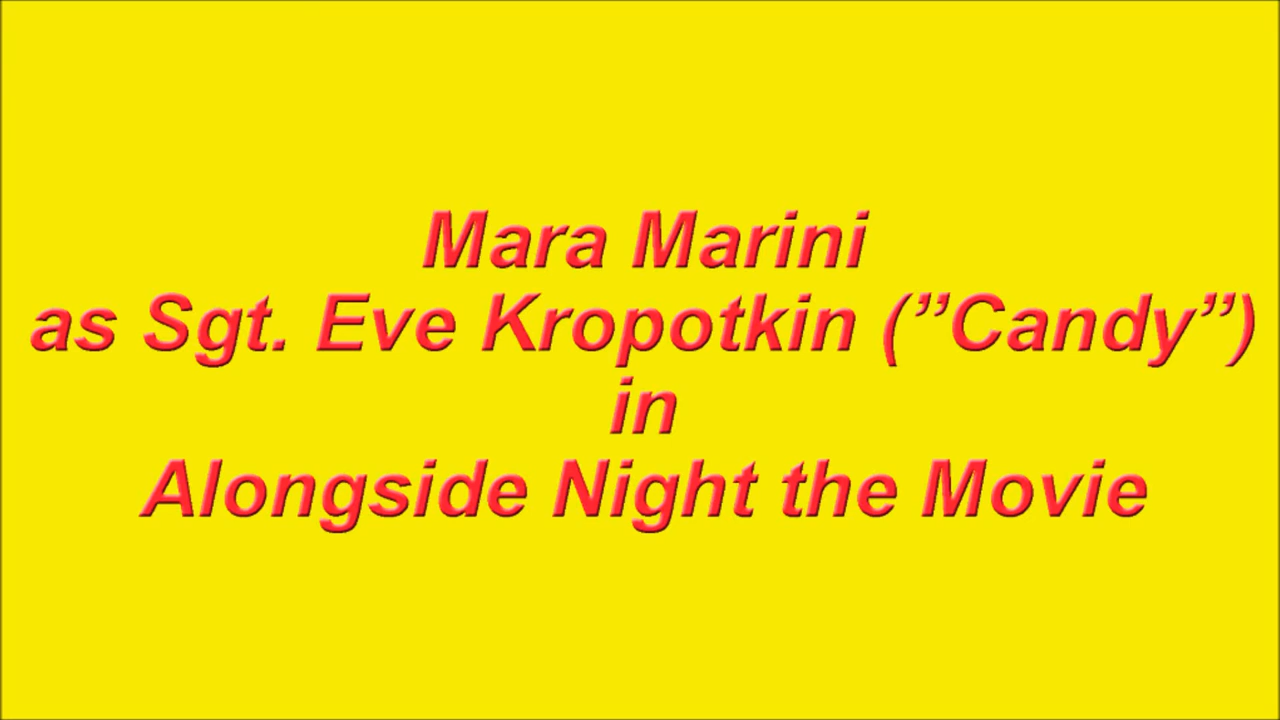 Mara Marini
as Sgt. Eve Kropotkin (”Candy”)
in
Alongside Night the Movie